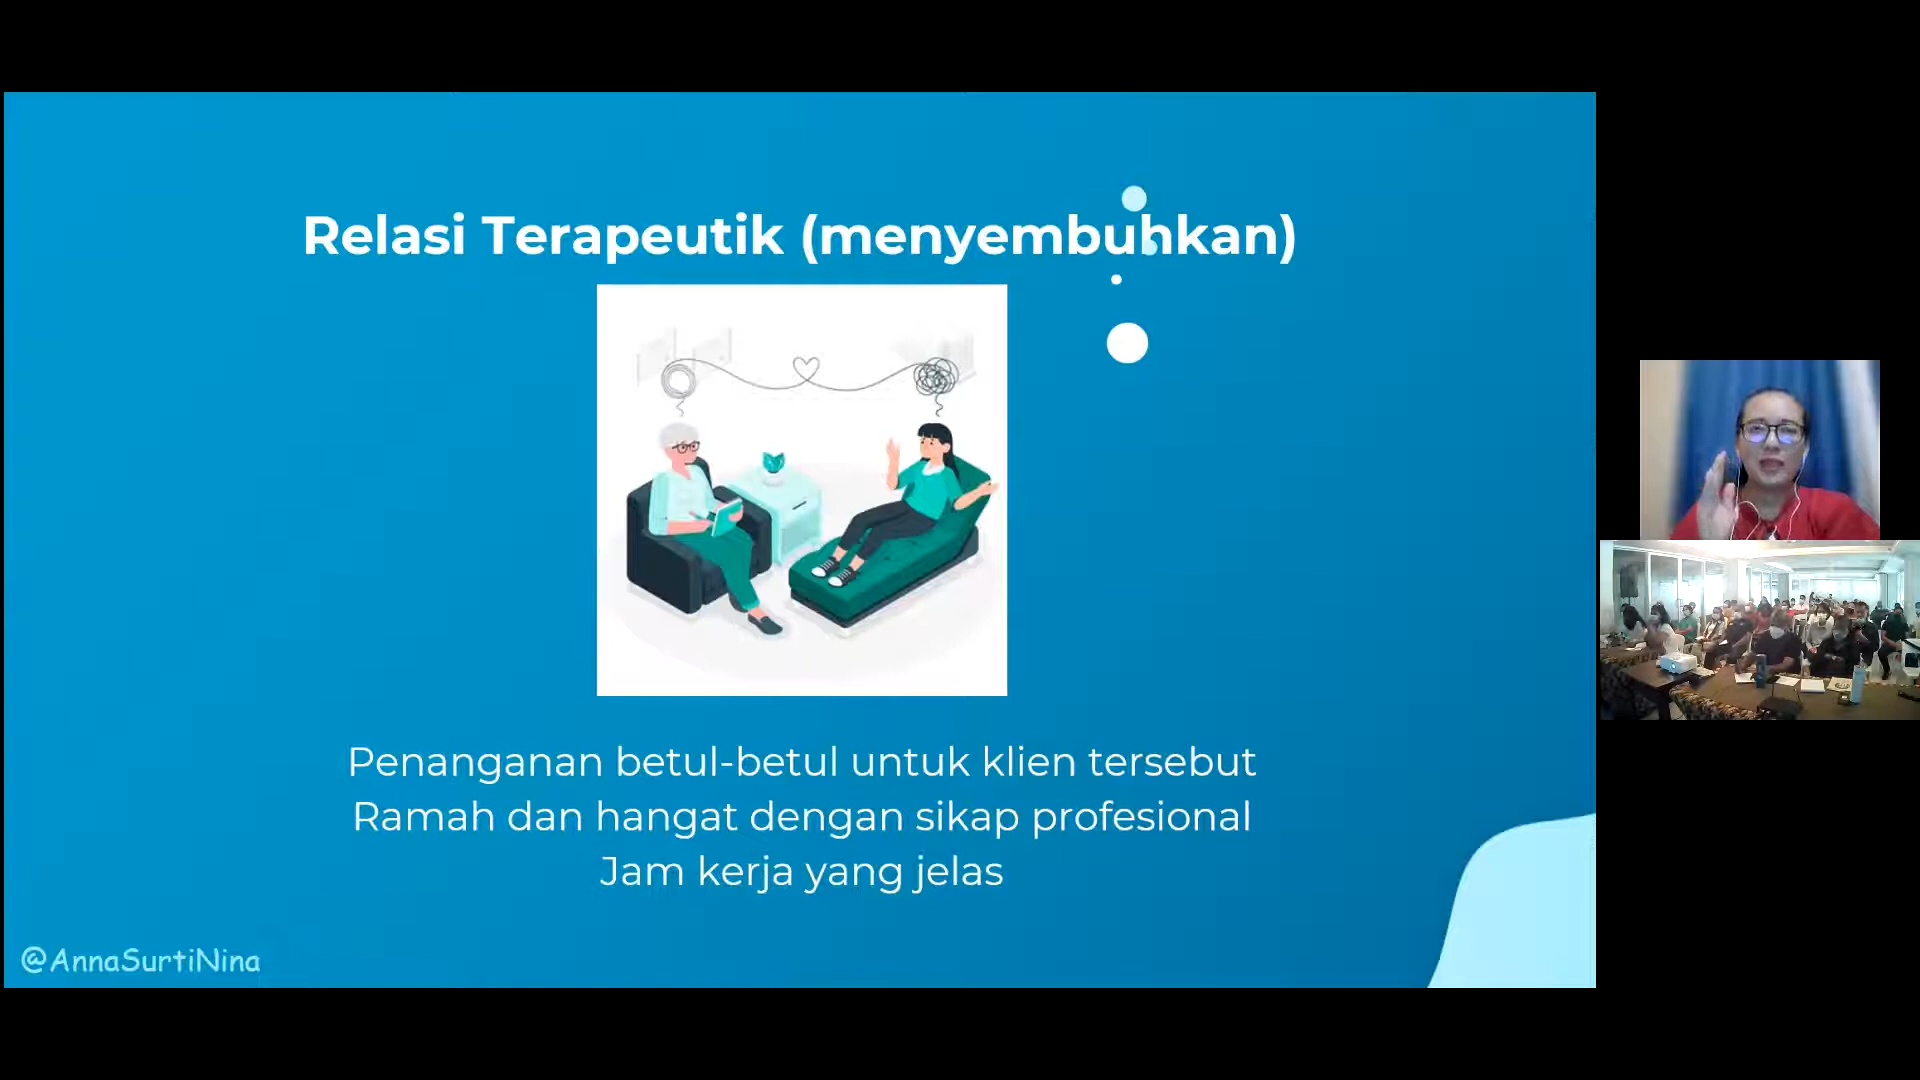 Relasi Terapeutik (menyembuhkan)
Penanganan betul-betul untuk klien tersebut
Ramah dan hangat dengan sikap profesional
Jam kerja yang jelas
@AnnaSurtiNina